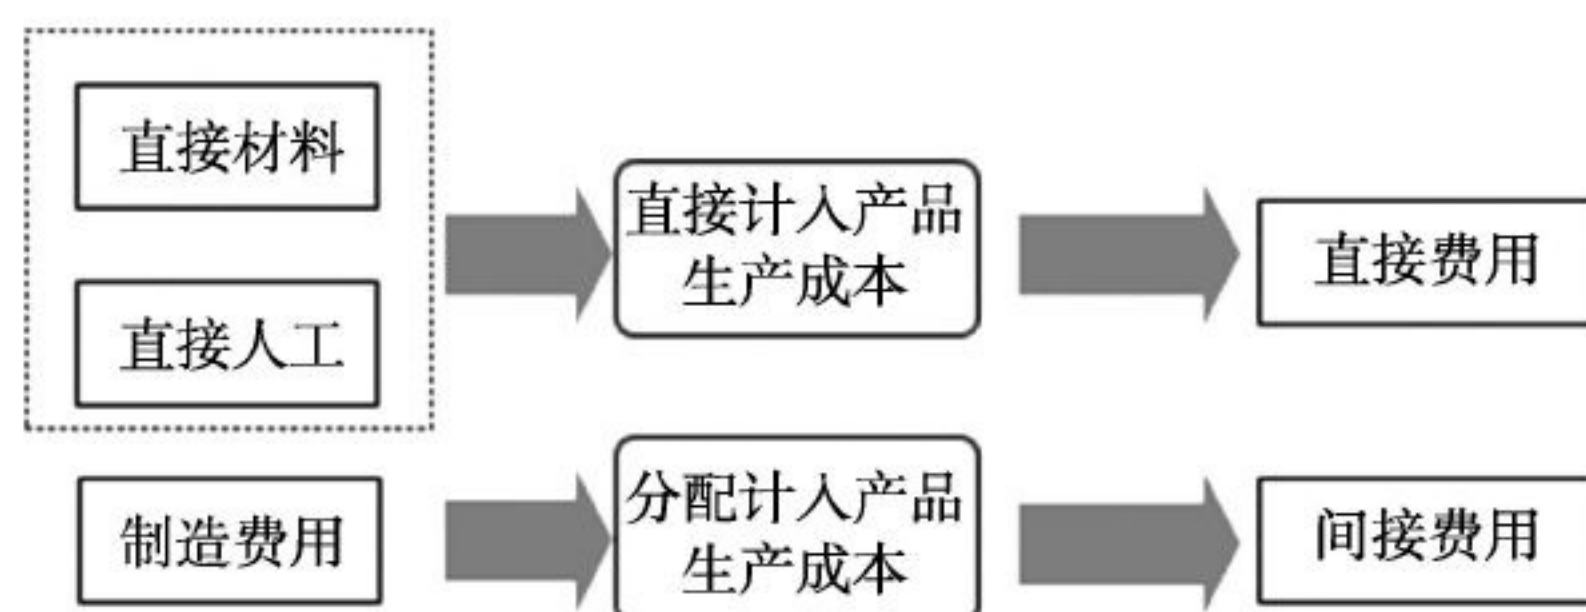 直接材料
直接人工
直接计入产品
生产成本
直接费用
制造费用
分配计入产品
生产成本
间接费用